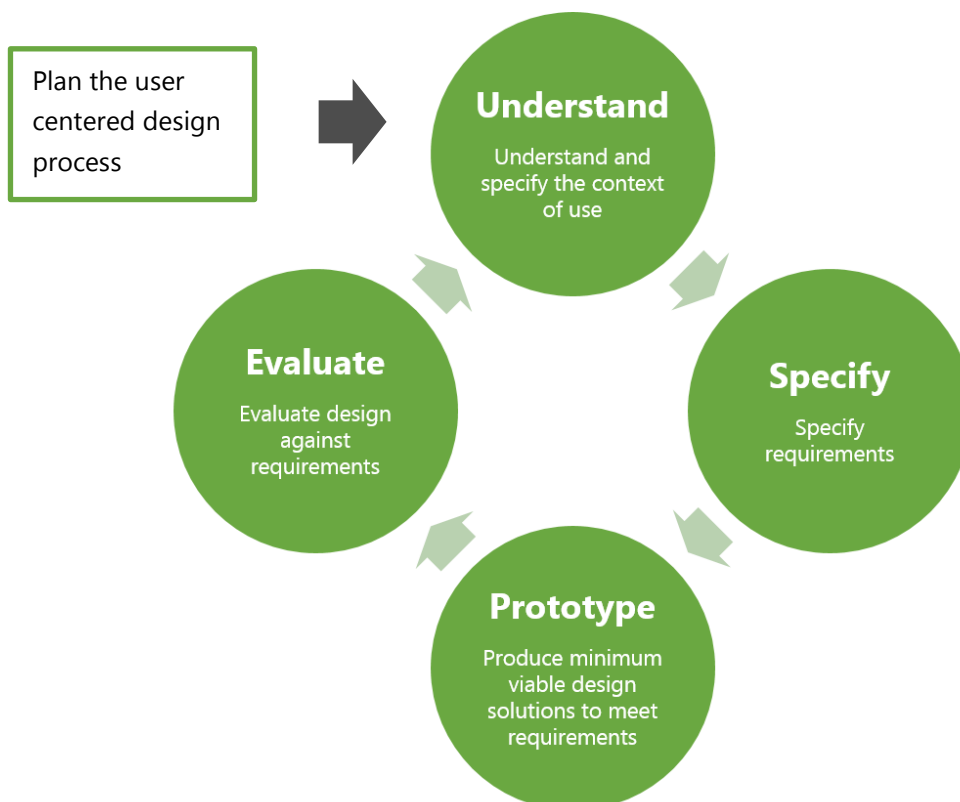 Plan the user
centered design
process
Understand
Understand and
specify the context
of use
Specify
Specify
requirements
Prototype
Produce minimum
viable design
solutions to meet
requirements
Evaluate
Evaluate design
against
requirements